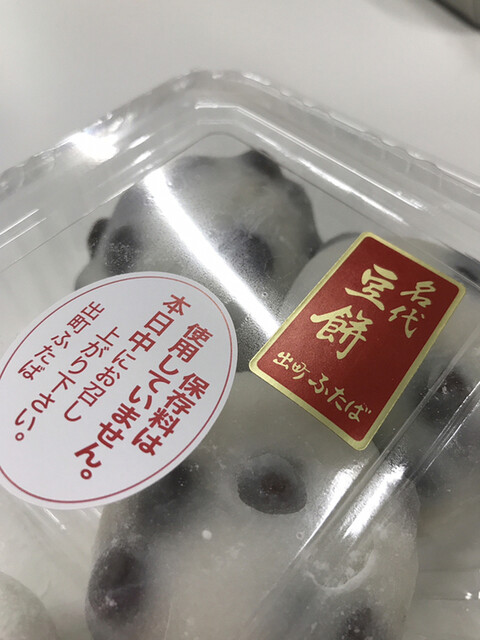 保存料は
使用していません。
本日中にお召し
上がり下さい。
出町ふたば
名代
豆餅
出町ふたば